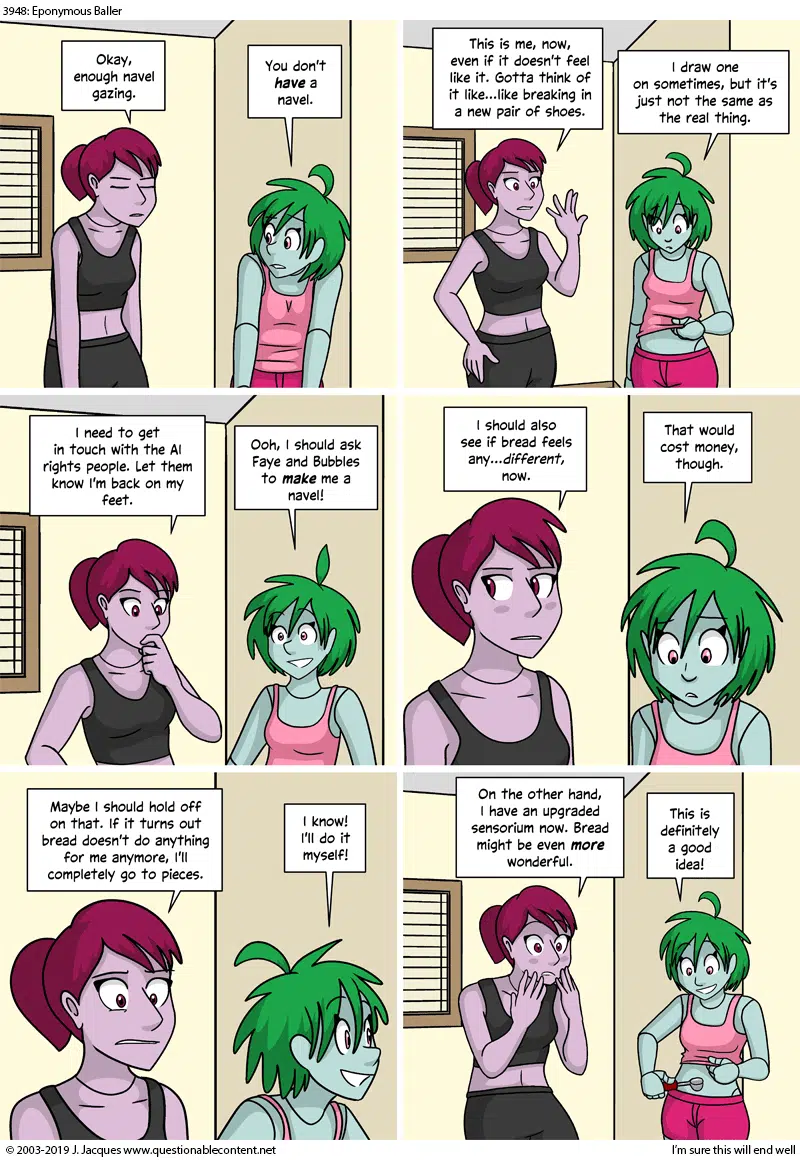 3948: Eponymous Baller
Okay,
enough navel
gazing.
You don't
have a
navel.
This is me, now,
even if it doesn't feel
like it. Gotta think of
it like...like breaking in
a new pair of shoes.
I draw one
on sometimes, but it's
just not the same as
the real thing.
I need to get
in touch with the AI
rights people. Let them
know I'm back on my
feet.
Ooh, I should ask
Faye and Bubbles
to make me a
navel!
I should also
see if bread feels
any...different,
now.
That would
cost money,
though.
Maybe I should hold off
on that. If it turns out
bread doesn't do anything
for me anymore, I'll
completely go to pieces.
I know!
I'll do it
myself!
On the other hand,
I have an upgraded
sensorium now. Bread
might be even more
wonderful.
This is
definitely
a good
idea!
© 2003-2019 J. Jacques www.questionablecontent.net
I'm sure this will end well